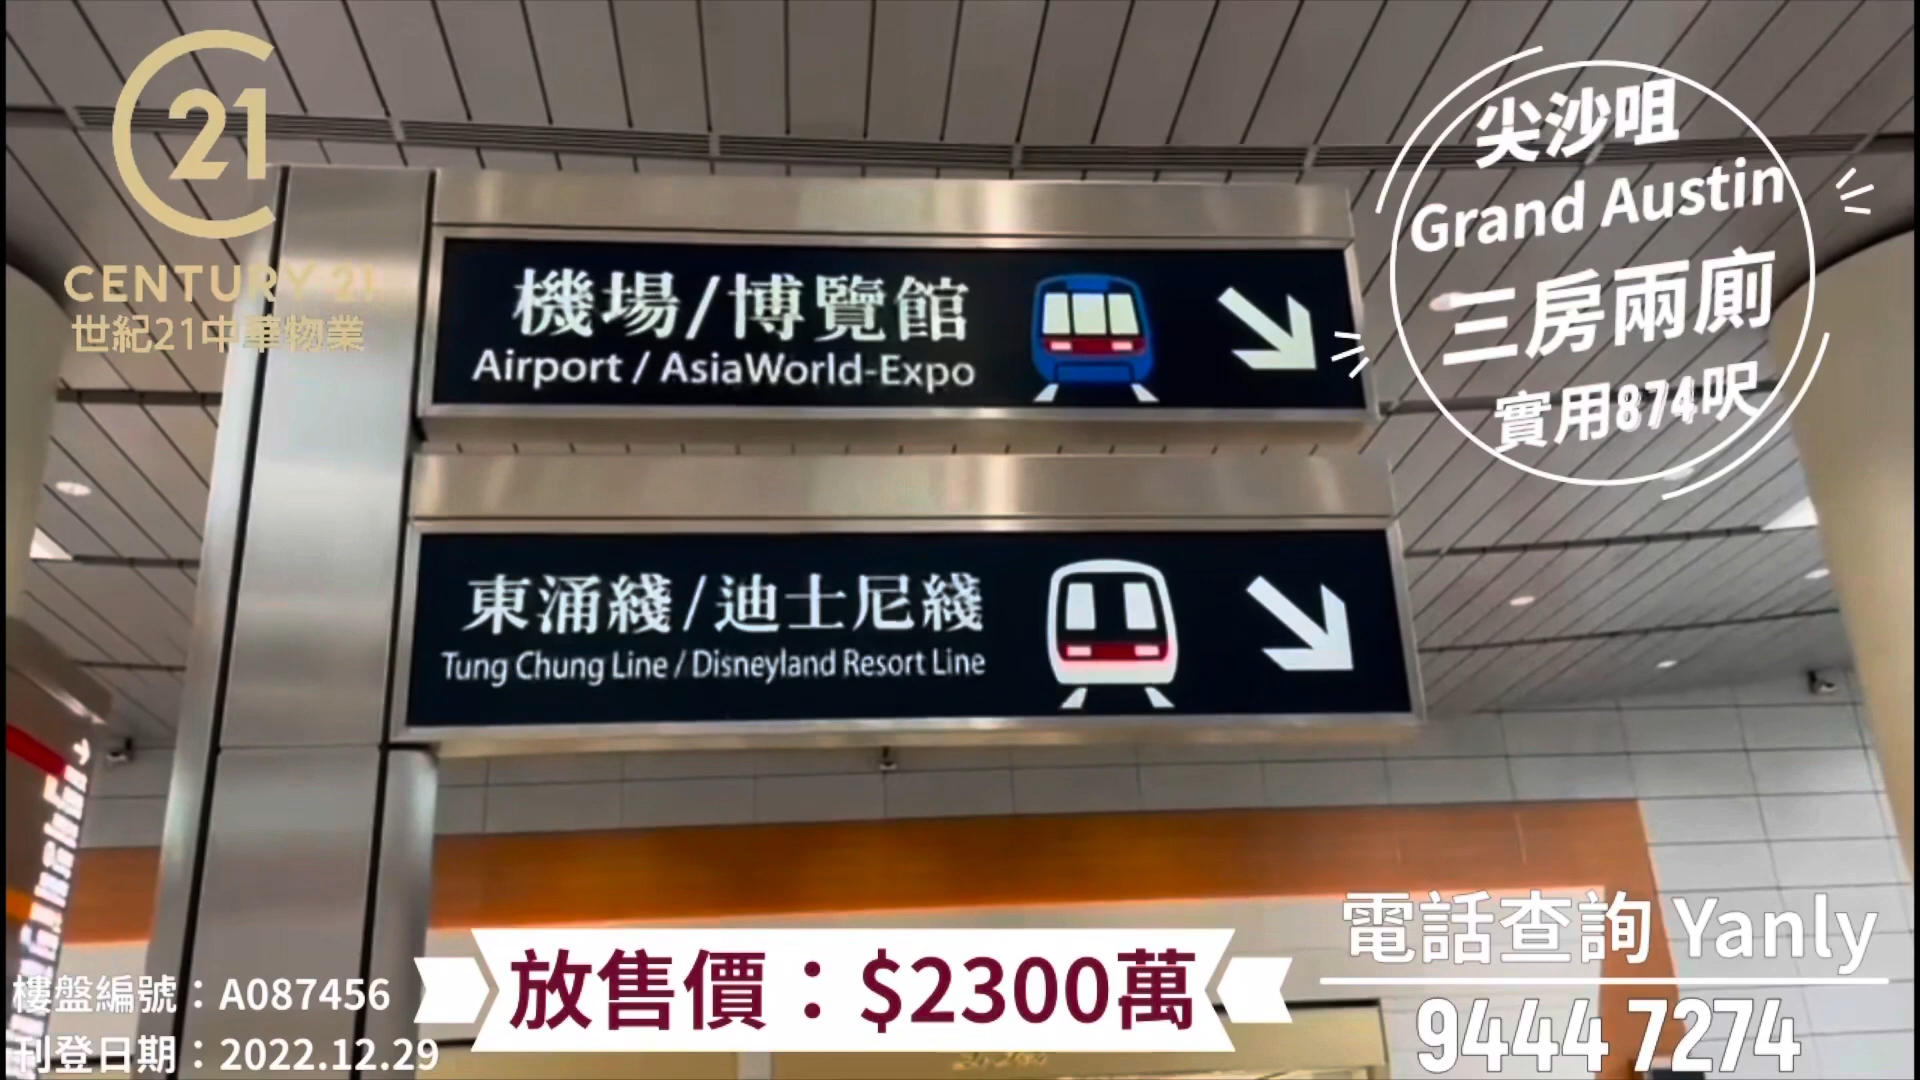 21
CENTURY 21
世紀21中華物業
尖沙咀
Grand Austin
三房兩廁
實用874呎
機場/博覽館
Airport / AsiaWorld-Expo
東涌綫/迪士尼綫
Tung Chung Line / Disneyland Resort Line
放售價：$2300萬
電話查詢 Yanly
9444 7274
樓盤編號：A087456
刊登日期：2022.12.29